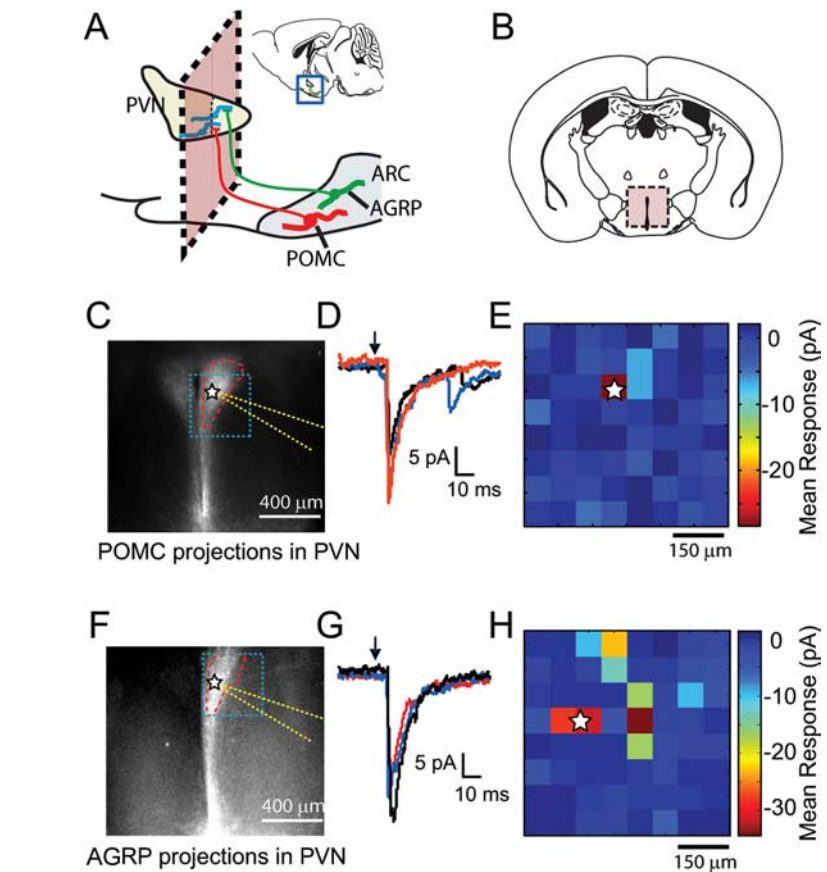 A
PVN
ARC
AGRP
POMC
B
C
400 μm
POMC projections in PVN
D
5 pA
10 ms
E
0
-10
-20
Mean Response (pA)
150 μm
F
400 μm
AGRP projections in PVN
G
5 pA
10 ms
H
0
-10
-20
-30
Mean Response (pA)
150 μm